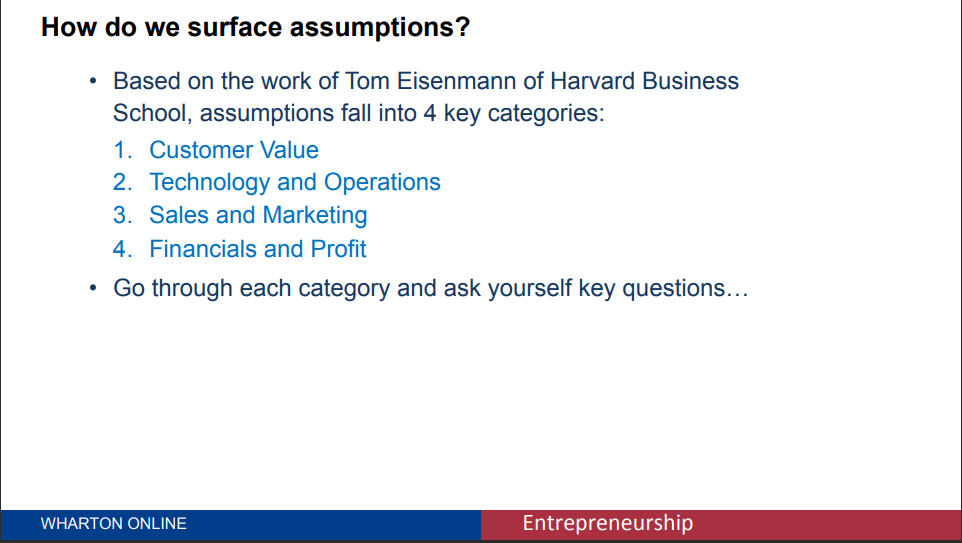 How do we surface assumptions?
• Based on the work of Tom Eisenmann of Harvard Business
School, assumptions fall into 4 key categories:
1. Customer Value
2. Technology and Operations
3. Sales and Marketing
4. Financials and Profit
• Go through each category and ask yourself key questions…
WHARTON ONLINE
Entrepreneurship